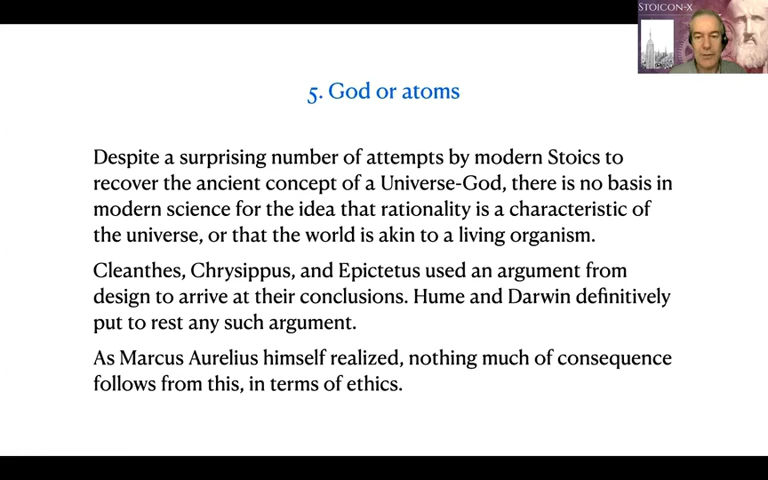 STOICON-X
5. God or atoms
Despite a surprising number of attempts by modern Stoics to
recover the ancient concept of a Universe-God, there is no basis in
modern science for the idea that rationality is a characteristic of
the universe, or that the world is akin to a living organism.
Cleanthes, Chrysippus, and Epictetus used an argument from
design to arrive at their conclusions. Hume and Darwin definitively
put to rest any such argument.
As Marcus Aurelius himself realized, nothing much of consequence
follows from this, in terms of ethics.